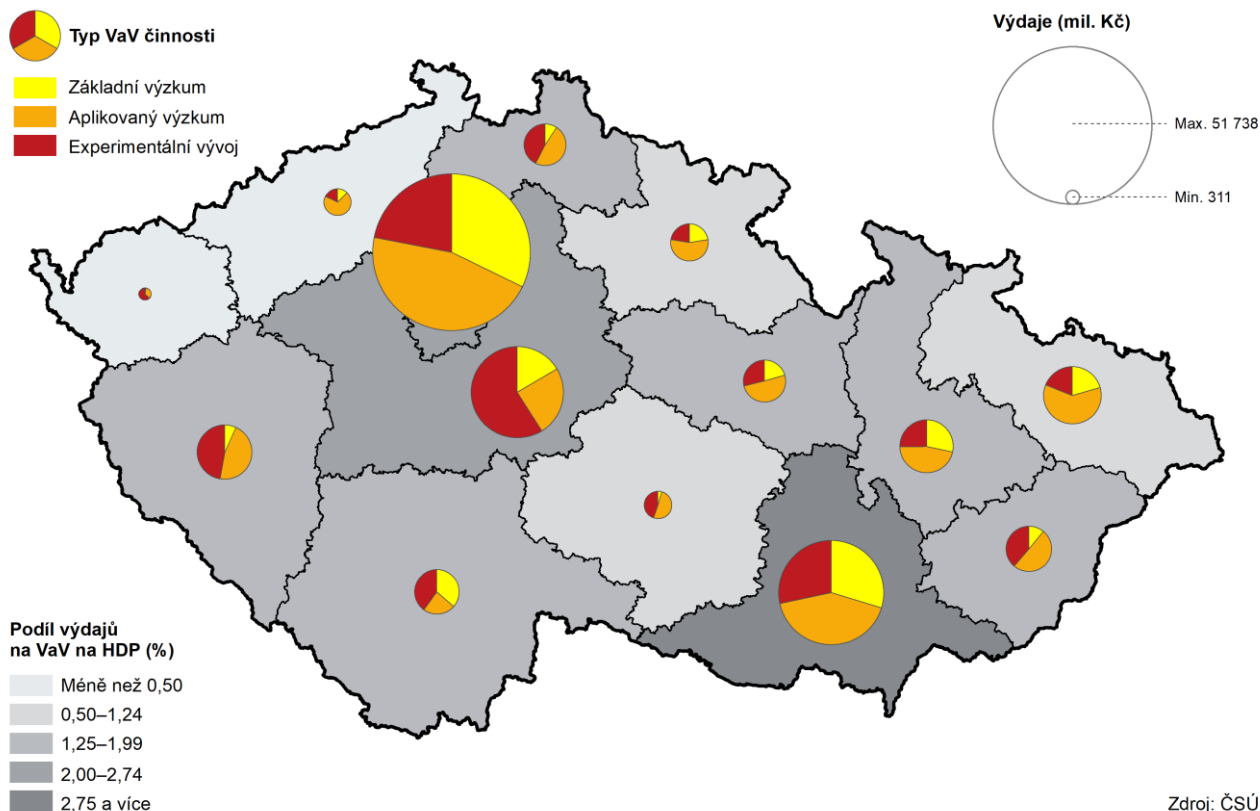 Typ VaV činnosti
Základní výzkum
Aplikovaný výzkum
Experimentální vývoj
Výdaje (mil. Kč)
Max. 51 738
Min. 311
Podíl výdajů
na VaV na HDP (%)
Méně než 0,50
0,50–1,24
1,25–1,99
2,00–2,74
2,75 a více
Zdroj: ČSÚ